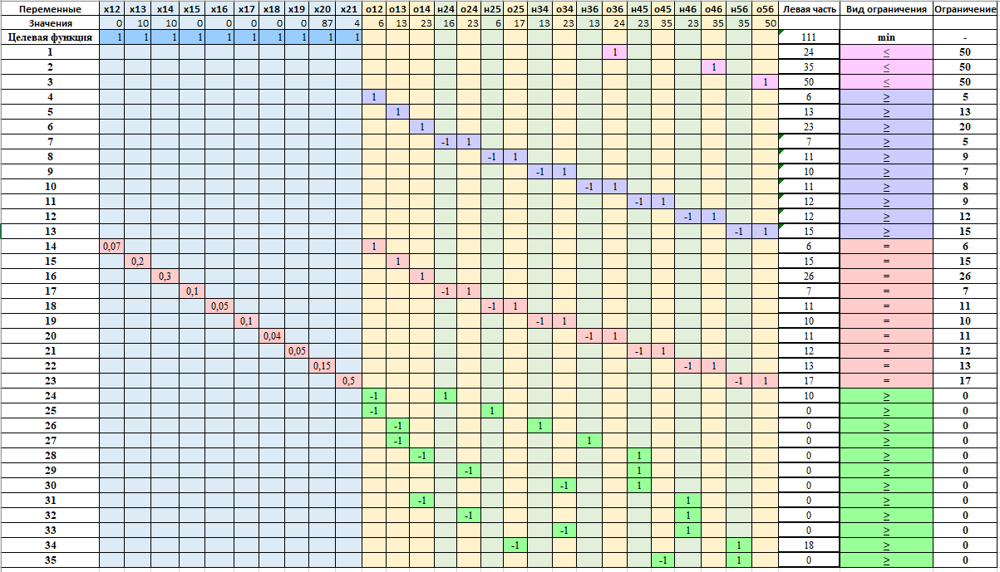 Переменные x12 x13 x14 x15 x16 x17 x18 x19 x20 x21 о12 о13 о14 н24 о24 н25 о25 н34 о34 н36 о36 н45 о45 н46 о46 н56 о56 Левая часть Вид ограничения Ограничение
Значения 0 10 10 0 0 0 0 0 87 4 6 13 23 16 23 6 17 13 23 13 24 23 35 23 35 35 50
Целевая функция 1 1 1 1 1 1 1 1 1 1 111 min -
1 1 24 ≤ 50
2 1 35 ≤ 50
3 1 50 ≤ 50
4 1 6 ≥ 5
5 1 13 ≥ 13
6 1 23 ≥ 20
7 -1 1 7 ≥ 5
8 -1 1 11 ≥ 9
9 -1 1 10 ≥ 7
10 -1 1 11 ≥ 8
11 -1 1 12 ≥ 9
12 -1 1 12 ≥ 12
13 -1 1 15 ≥ 15
14 0,07 1 6 = 6
15 0,2 1 15 = 15
16 0,3 1 26 = 26
17 0,1 -1 1 7 = 7
18 0,05 -1 1 11 = 11
19 0,1 -1 1 10 = 10
20 0,04 -1 1 11 = 11
21 0,05 -1 1 12 = 12
22 0,15 -1 1 13 = 13
23 0,5 -1 1 17 = 17
24 -1 1 10 ≥ 0
25 -1 1 0 ≥ 0
26 -1 1 0 ≥ 0
27 -1 1 0 ≥ 0
28 -1 1 0 ≥ 0
29 -1 1 0 ≥ 0
30 -1 1 0 ≥ 0
31 -1 1 0 ≥ 0
32 -1 1 0 ≥ 0
33 -1 1 0 ≥ 0
34 -1 1 18 ≥ 0
35 -1 1 0 ≥ 0